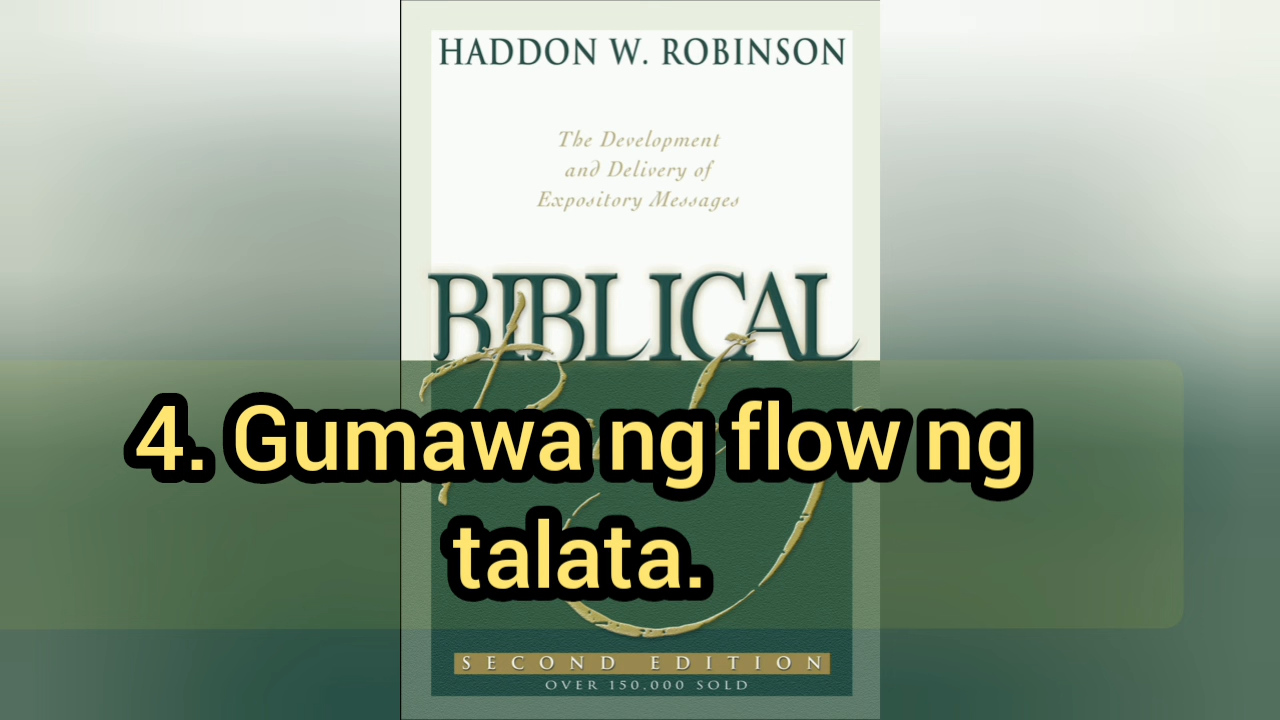 HADDON W. ROBINSON
The Development
and Delivery of
Expository Messages
BIBLICAL
4. Gumawa ng flow ng
talata.
SECOND EDITION
OVER 150,000 SOLD